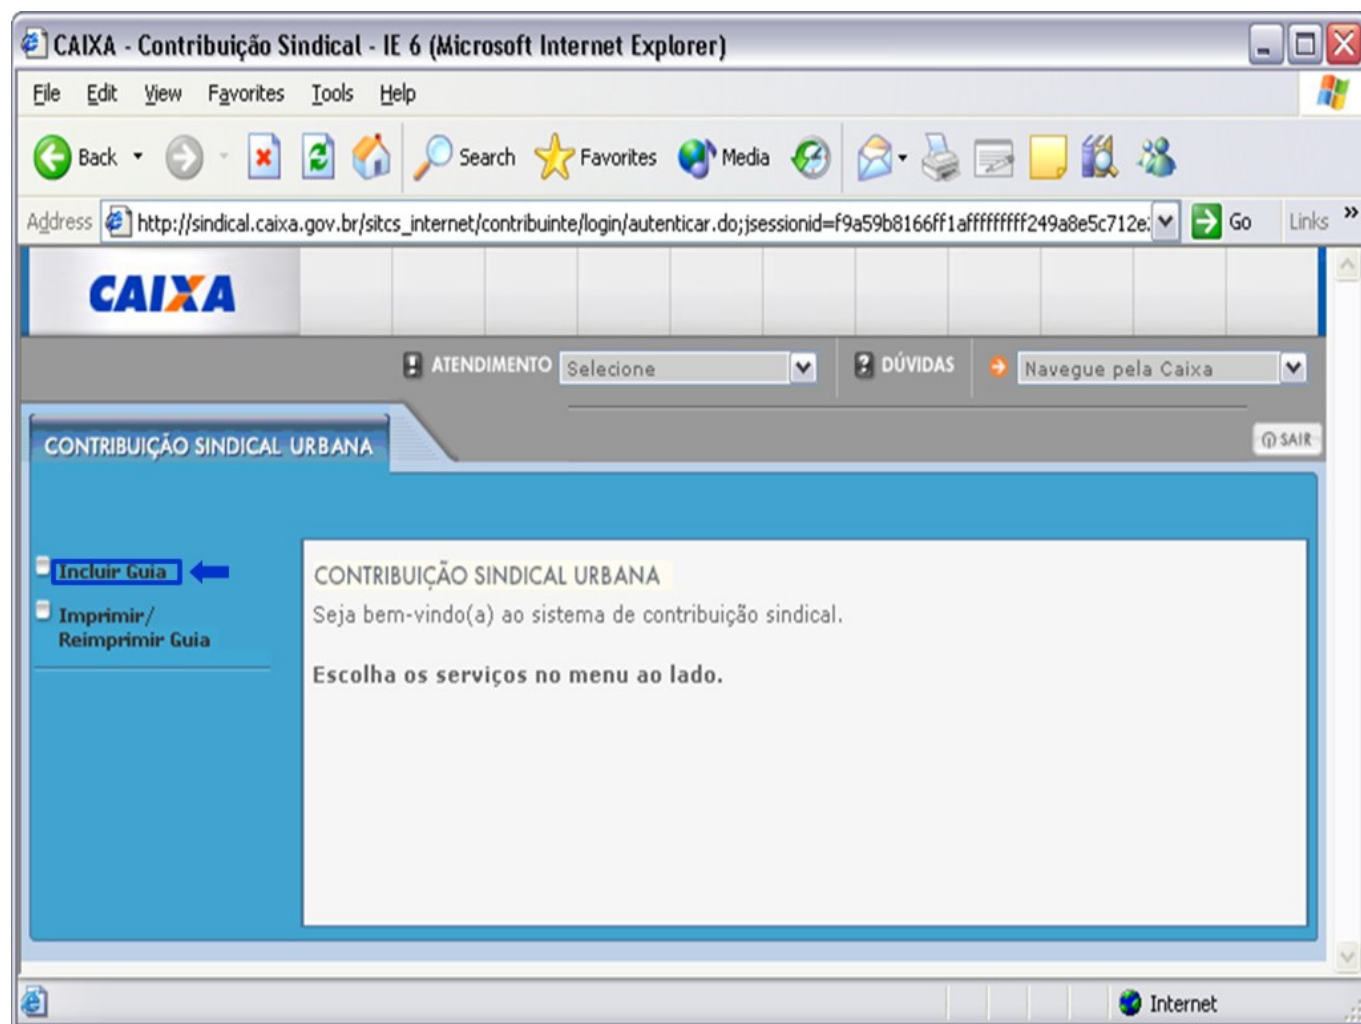 CAIXA - Contribuição Sindical - IE 6 (Microsoft Internet Explorer)
File Edit View Favorites Tools Help
Back Search Favorites Media
Address http://sindical.caixa.gov.br/sitcs_internet/contribuinte/login/autenticar.do;jsessionid=f9a59b8166ff1afffffffff249a8e5c712e: Go Links »
CAIXA
ATENDIMENTO Selecione DÚVIDAS Navegue pela Caixa
CONTRIBUIÇÃO SINDICAL URBANA SAIR
Incluir Guia
Imprimir/
Reimprimir Guia
CONTRIBUIÇÃO SINDICAL URBANA
Seja bem-vindo(a) ao sistema de contribuição sindical.
Escolha os serviços no menu ao lado.
Internet